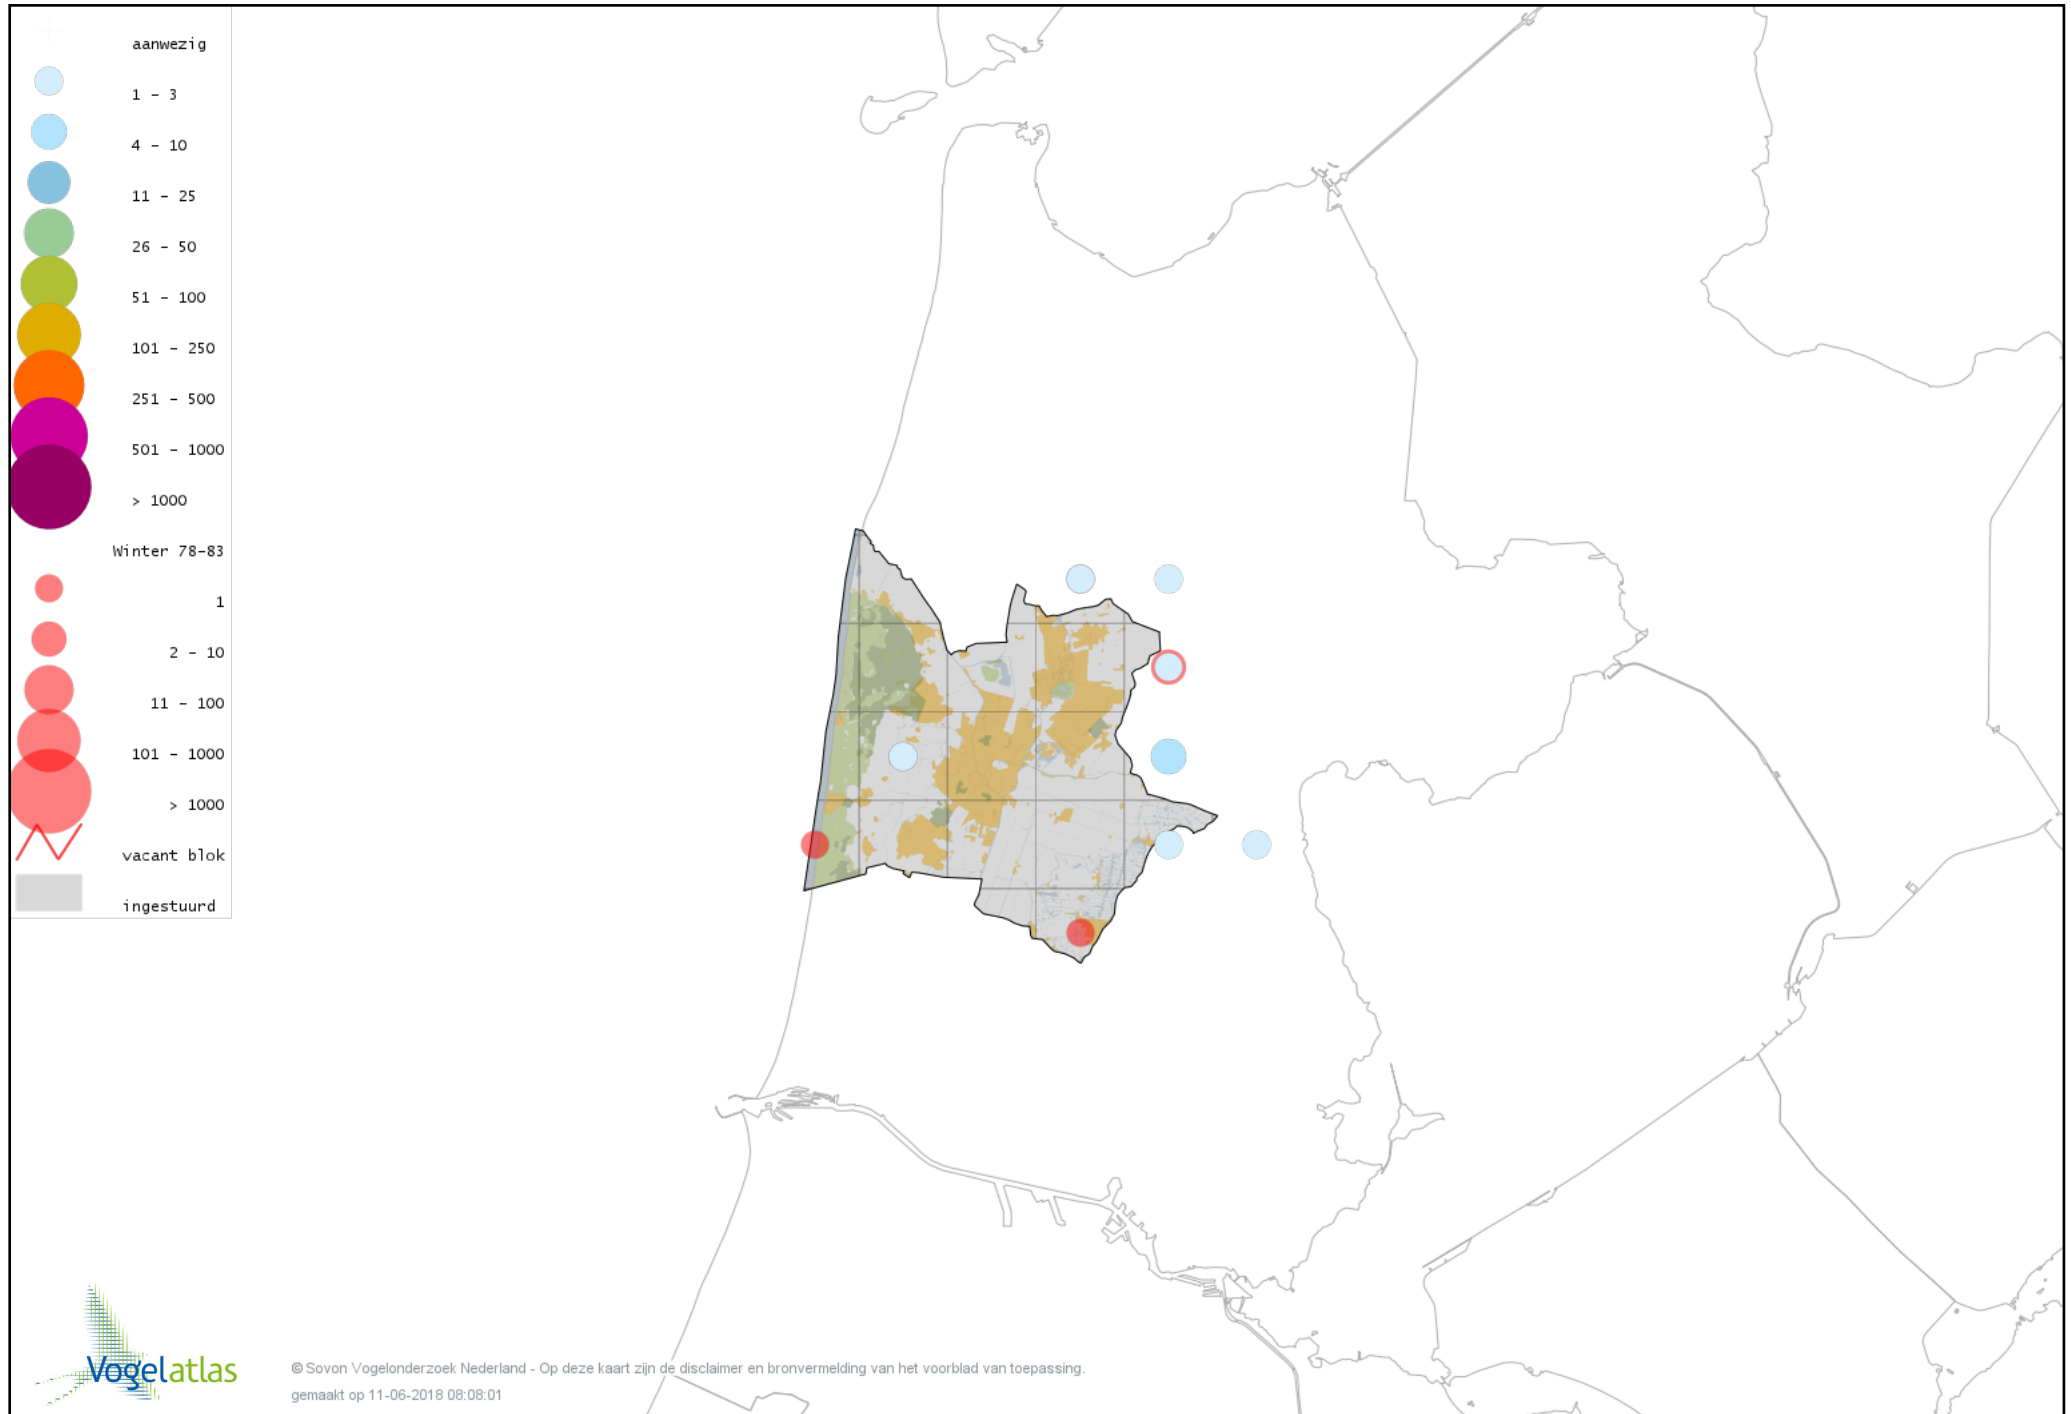 aanwezig
1 - 3
4 - 10
11 - 25
26 - 50
51 - 100
101 - 250
251 - 500
501 - 1000
> 1000
Winter 78-83
1
2 - 10
11 - 100
101 - 1000
> 1000
vacant blok
ingestuurd
Vogelatlas
© Sovon Vogelonderzoek Nederland - Op deze kaart zijn de disclaimer en bronvermelding van het voorblad van toepassing.
gemaakt op 11-06-2018 08:08:01